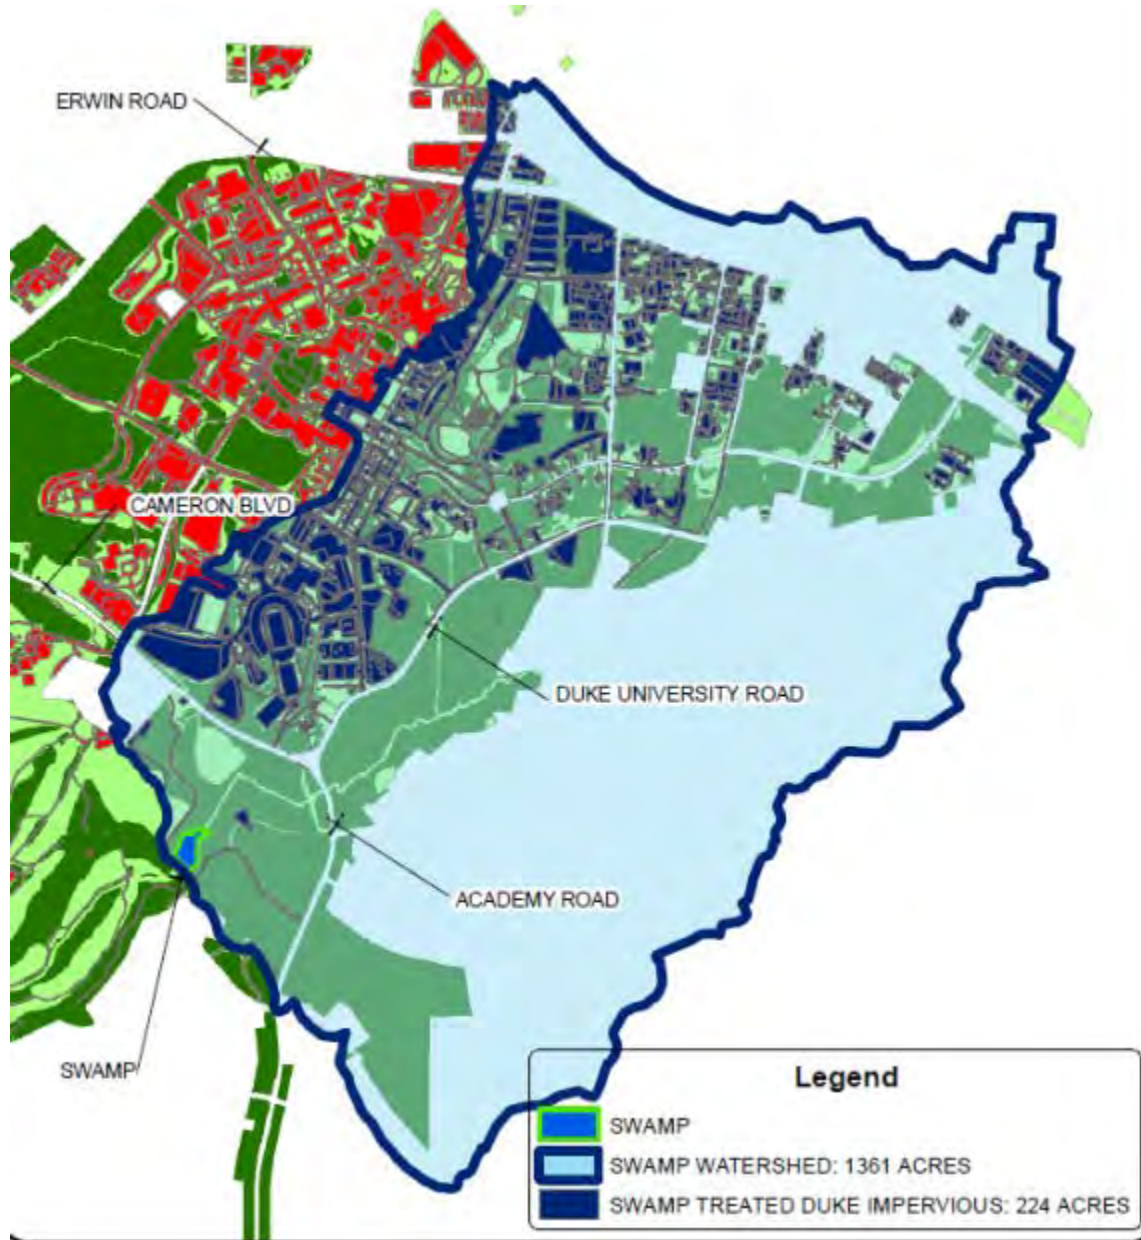 ERWIN ROAD
CAMERON BLVD
DUKE UNIVERSITY ROAD
ACADEMY ROAD
SWAMP
Legend
SWAMP
SWAMP WATERSHED: 1361 ACRES
SWAMP TREATED DUKE IMPERVIOUS: 224 ACRES